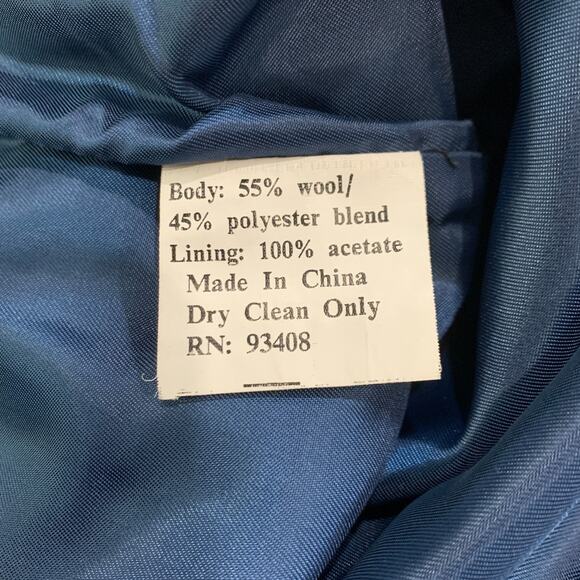 Body: 55% wool/
45% polyester blend
Lining: 100% acetate
Made In China
Dry Clean Only
RN: 93408